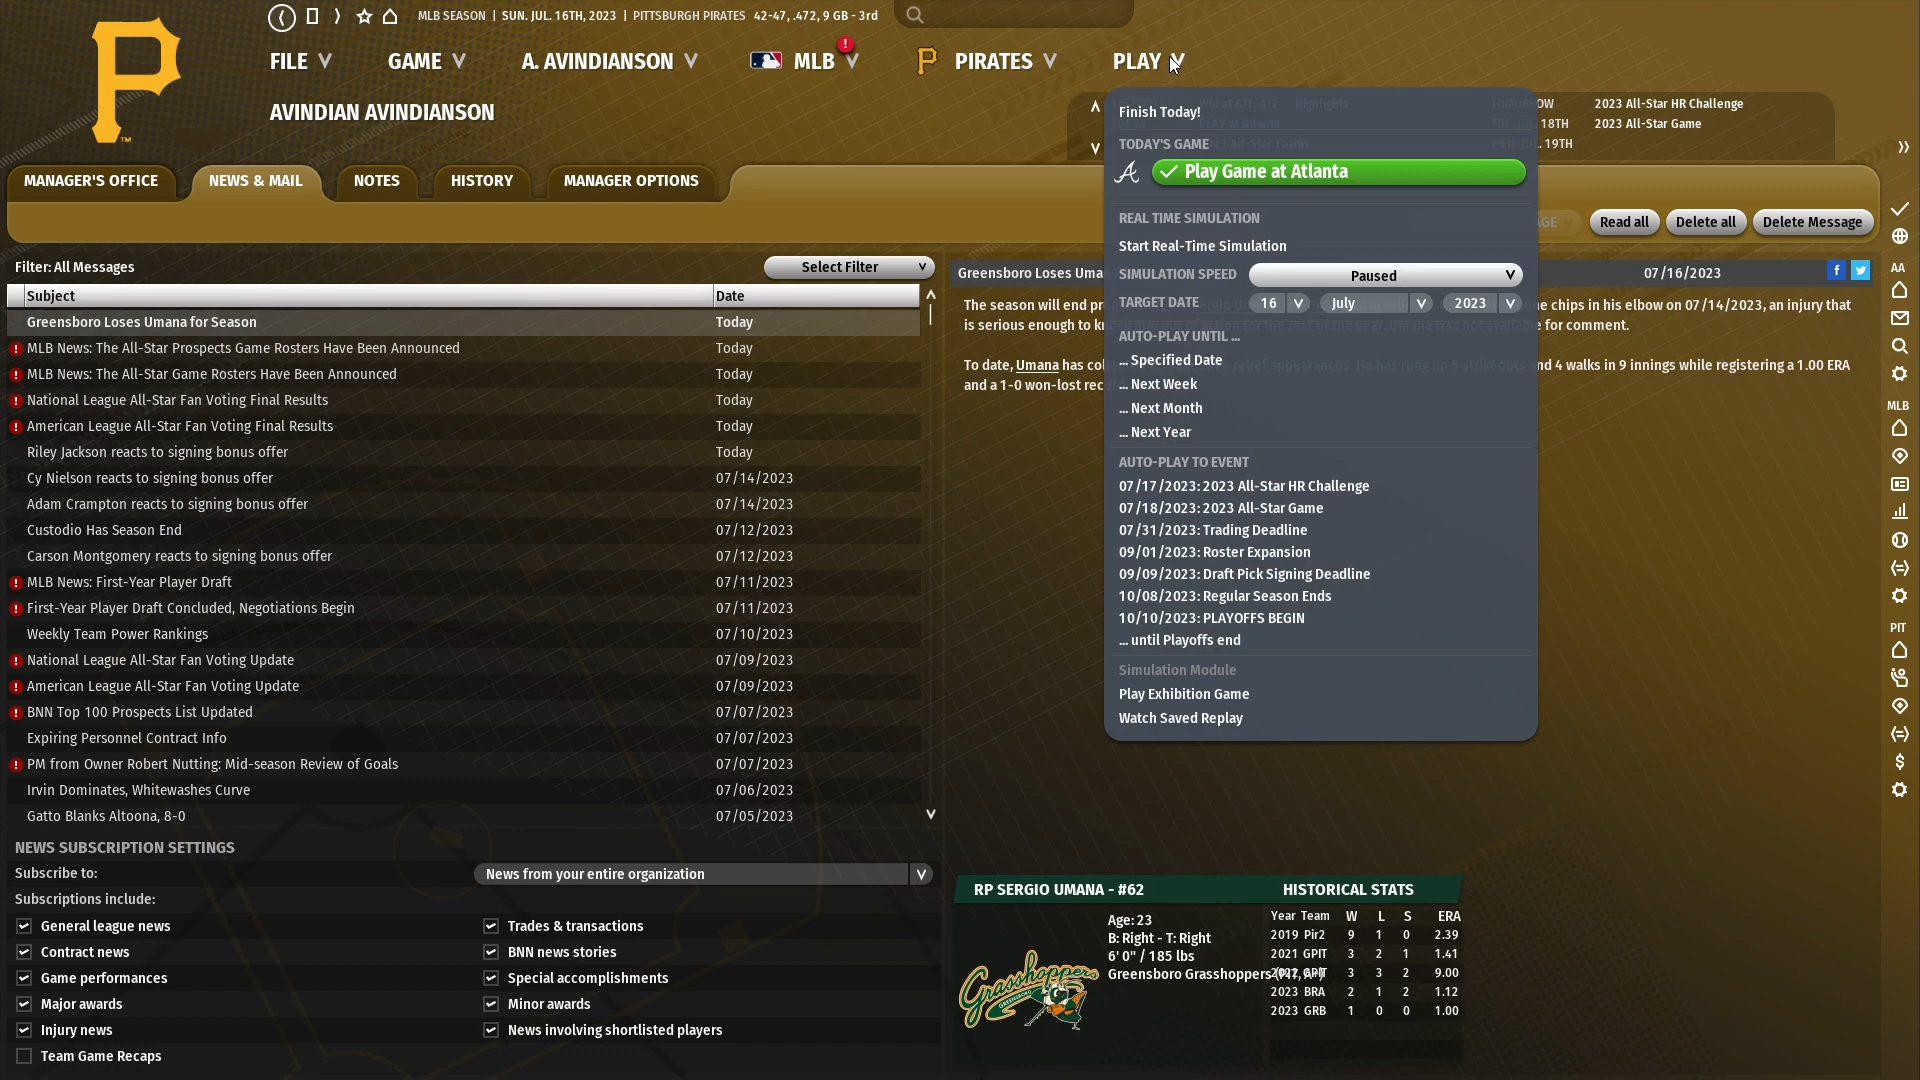 MLB SEASON | SUN. JUL. 16TH, 2023 | PITTSBURGH PIRATES 42-47, .472, 9 GB - 3rd
FILE GAME A. AVINDIANSON MLB PIRATES PLAY
AVINDIAN AVINDIANSON
2023 All-Star HR Challenge
18TH 2023 All-Star Game
19TH
MANAGER'S OFFICE NEWS & MAIL NOTES HISTORY MANAGER OPTIONS
Read all Delete all Delete Message
Filter: All Messages Select Filter
Subject Date
Greensboro Loses Umana for Season Today
MLB News: The All-Star Prospects Game Rosters Have Been Announced Today
MLB News: The All-Star Game Rosters Have Been Announced Today
National League All-Star Fan Voting Final Results Today
American League All-Star Fan Voting Final Results Today
Riley Jackson reacts to signing bonus offer Today
Cy Nielson reacts to signing bonus offer 07/14/2023
Adam Crampton reacts to signing bonus offer 07/14/2023
Custodio Has Season End 07/12/2023
Carson Montgomery reacts to signing bonus offer 07/12/2023
MLB News: First-Year Player Draft 07/11/2023
First-Year Player Draft Concluded, Negotiations Begin 07/11/2023
Weekly Team Power Rankings 07/10/2023
National League All-Star Fan Voting Update 07/09/2023
American League All-Star Fan Voting Update 07/09/2023
BNN Top 100 Prospects List Updated 07/07/2023
Expiring Personnel Contract Info 07/07/2023
PM from Owner Robert Nutting: Mid-season Review of Goals 07/07/2023
Irvin Dominates, Whitewashes Curve 07/06/2023
Gatto Blanks Altoona, 8-0 07/05/2023
NEWS SUBSCRIPTION SETTINGS
Subscribe to: News from your entire organization
Subscriptions include:
General league news Trades & transactions
Contract news BNN news stories
Game performances Special accomplishments
Major awards Minor awards
Injury news News involving shortlisted players
Team Game Recaps
Finish Today!
TODAY'S GAME
Play Game at Atlanta
REAL TIME SIMULATION
Start Real-Time Simulation
SIMULATION SPEED Paused
TARGET DATE 16 July 2023
AUTO-PLAY UNTIL ...
... Specified Date
... Next Week
... Next Month
... Next Year
AUTO-PLAY TO EVENT
07/17/2023: 2023 All-Star HR Challenge
07/18/2023: 2023 All-Star Game
07/31/2023: Trading Deadline
09/01/2023: Roster Expansion
09/09/2023: Draft Pick Signing Deadline
10/08/2023: Regular Season Ends
10/10/2023: PLAYOFFS BEGIN
... until Playoffs end
Simulation Module
Play Exhibition Game
Watch Saved Replay
Greensboro Loses 07/16/2023
The season will end chips in his elbow on 07/14/2023, an injury that
is serious enough to for the rest of the year. Umana was not available for comment.
To date, Umana has relief appearances. He has rung up 5 strikeouts and 4 walks in 9 innings while registering a 1.00 ERA
and a 1-0 won-lost
RP SERGIO UMANA - #62 HISTORICAL STATS
Age: 23
B: Right - T: Right
6' 0" / 185 lbs
Greensboro Grasshoppers
Grasshoppers
GREENSBORO
Year Team W L S ERA
2019 Pir2 9 1 0 2.39
2021 GPIT 3 2 1 1.41
3 3 2 9.00
2023 BRA 2 1 2 1.12
2023 GRB 1 0 0 1.00
AA
MLB
PIT